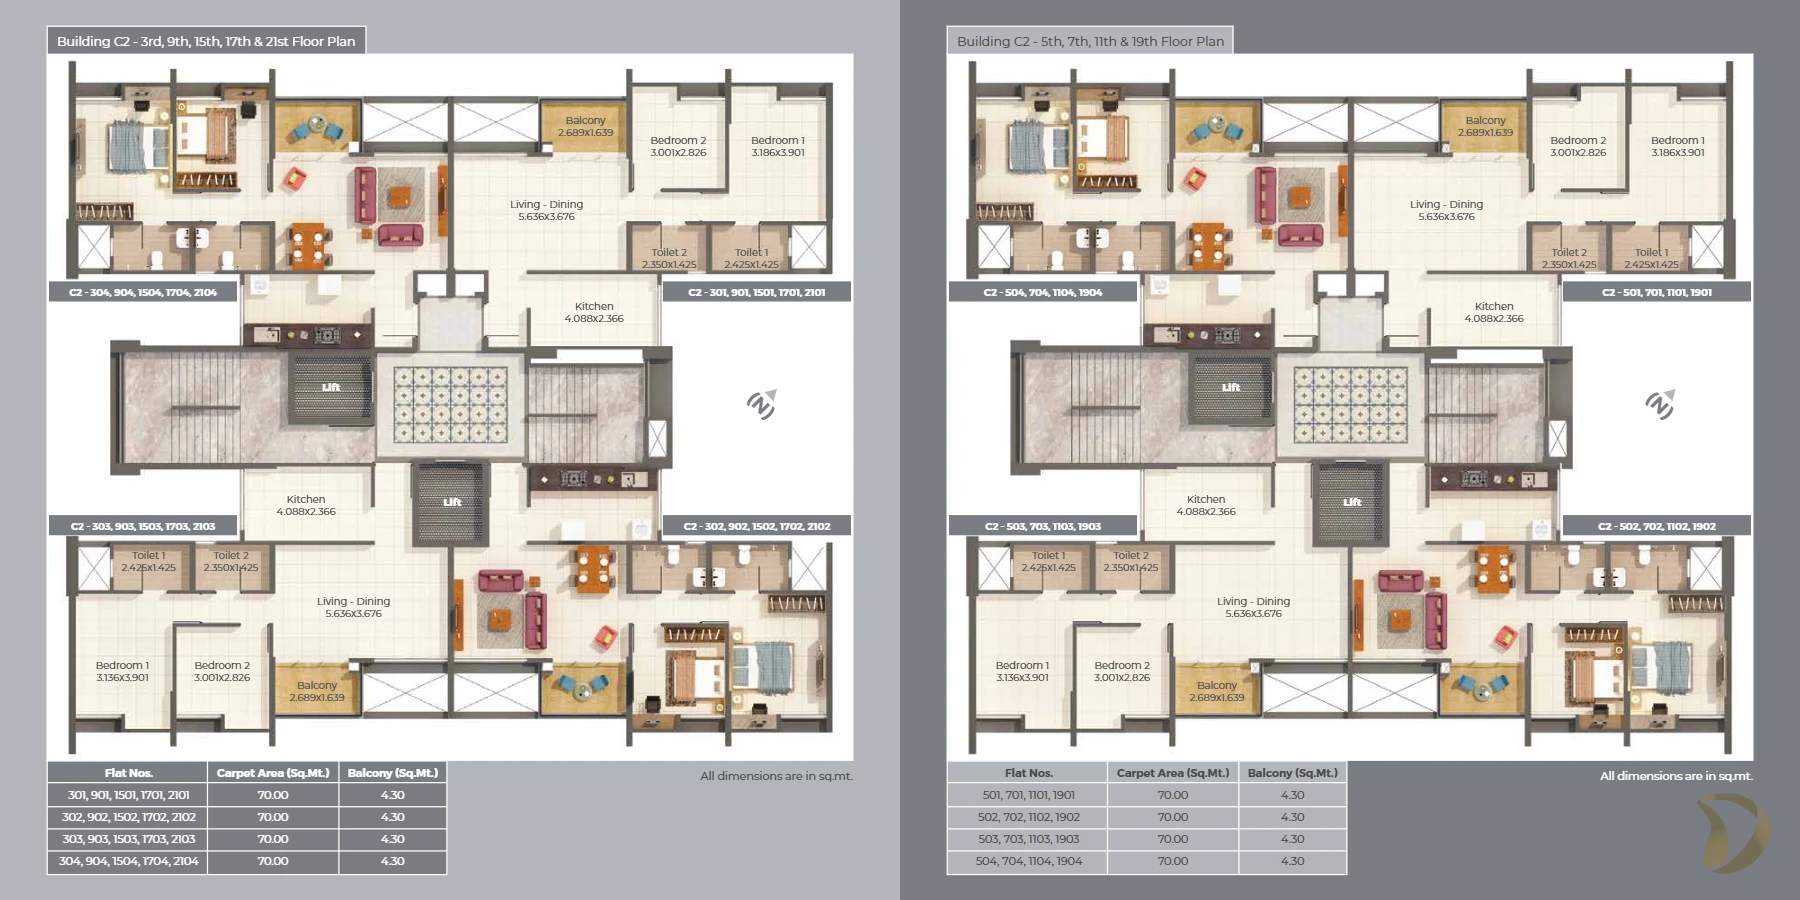 Building C2 - 3rd, 9th, 15th, 17th & 21st Floor Plan
Balcony
2.689x1.639
Bedroom 2
3.001x2.826
Bedroom 1
3.186x3.901
Living - Dining
5.636x3.676
Toilet 2
2.350x1.425
Toilet 1
2.425x1.425
C2 - 304, 904, 1504, 1704, 2104
C2 - 301, 901, 1501, 1701, 2101
Kitchen
4.088x2.366
Lift
N
Kitchen
4.088x2.366
Lift
C2 - 303, 903, 1503, 1703, 2103
C2 - 302, 902, 1502, 1702, 2102
Toilet 1
2.425x1.425
Toilet 2
2.350x1.425
Living - Dining
5.636x3.676
Bedroom 1
3.136x3.901
Bedroom 2
3.001x2.826
Balcony
2.689x1.639
Flat Nos. Carpet Area (Sq.Mt.) Balcony (Sq.Mt.)
301, 901, 1501, 1701, 2101 70.00 4.30
302, 902, 1502, 1702, 2102 70.00 4.30
303, 903, 1503, 1703, 2103 70.00 4.30
304, 904, 1504, 1704, 2104 70.00 4.30
All dimensions are in sq.mt.
Building C2 - 5th, 7th, 11th & 19th Floor Plan
Balcony
2.689x1.639
Bedroom 2
3.001x2.826
Bedroom 1
3.186x3.901
Living - Dining
5.636x3.676
Toilet 2
2.350x1.425
Toilet 1
2.425x1.425
C2 - 504, 704, 1104, 1904
C2 - 501, 701, 1101, 1901
Kitchen
4.088x2.366
Lift
N
Kitchen
4.088x2.366
Lift
C2 - 503, 703, 1103, 1903
C2 - 502, 702, 1102, 1902
Toilet 1
2.425x1.425
Toilet 2
2.350x1.425
Living - Dining
5.636x3.676
Bedroom 1
3.136x3.901
Bedroom 2
3.001x2.826
Balcony
2.689x1.639
Flat Nos. Carpet Area (Sq.Mt.) Balcony (Sq.Mt.)
501, 701, 1101, 1901 70.00 4.30
502, 702, 1102, 1902 70.00 4.30
503, 703, 1103, 1903 70.00 4.30
504, 704, 1104, 1904 70.00 4.30
All dimensions are in sq.mt.